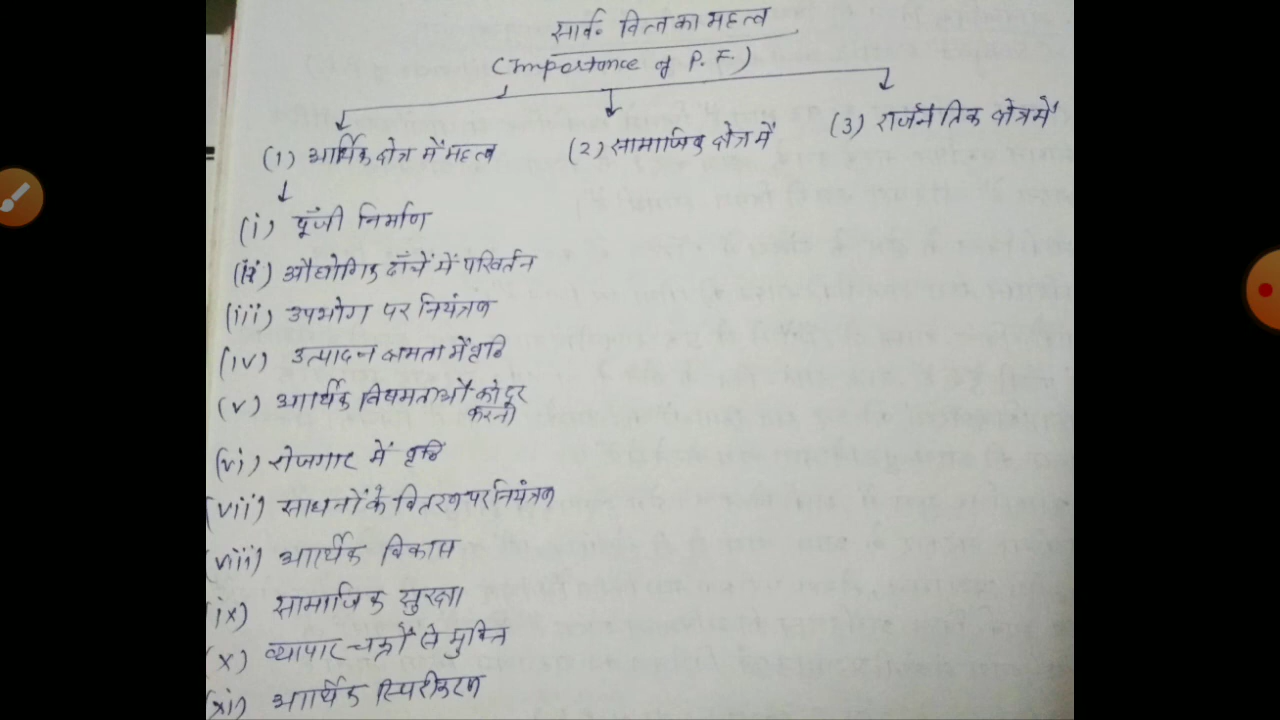 सार्व. वित्त का महत्व
(Importance of P. F.)
(1) आर्थिक क्षेत्र में महत्व
(2) सामाजिक क्षेत्र में
(3) राजनैतिक क्षेत्र में
(i) पूँजी निर्माण
(ii) औद्योगिक ढाँचें में परिवर्तन
(iii) उपभोग पर नियंत्रण
(iv) उत्पादन क्षमता में वृद्धि
(v) आर्थिक विषमताओं को दूर
करना
(vi) रोजगार में वृद्धि
(vii) साधनों के वितरण पर नियंत्रण
(viii) आर्थिक विकास
(ix) सामाजिक सुरक्षा
(x) व्यापार-चक्रों से मुक्ति
(xi) आर्थिक स्थिरीकरण